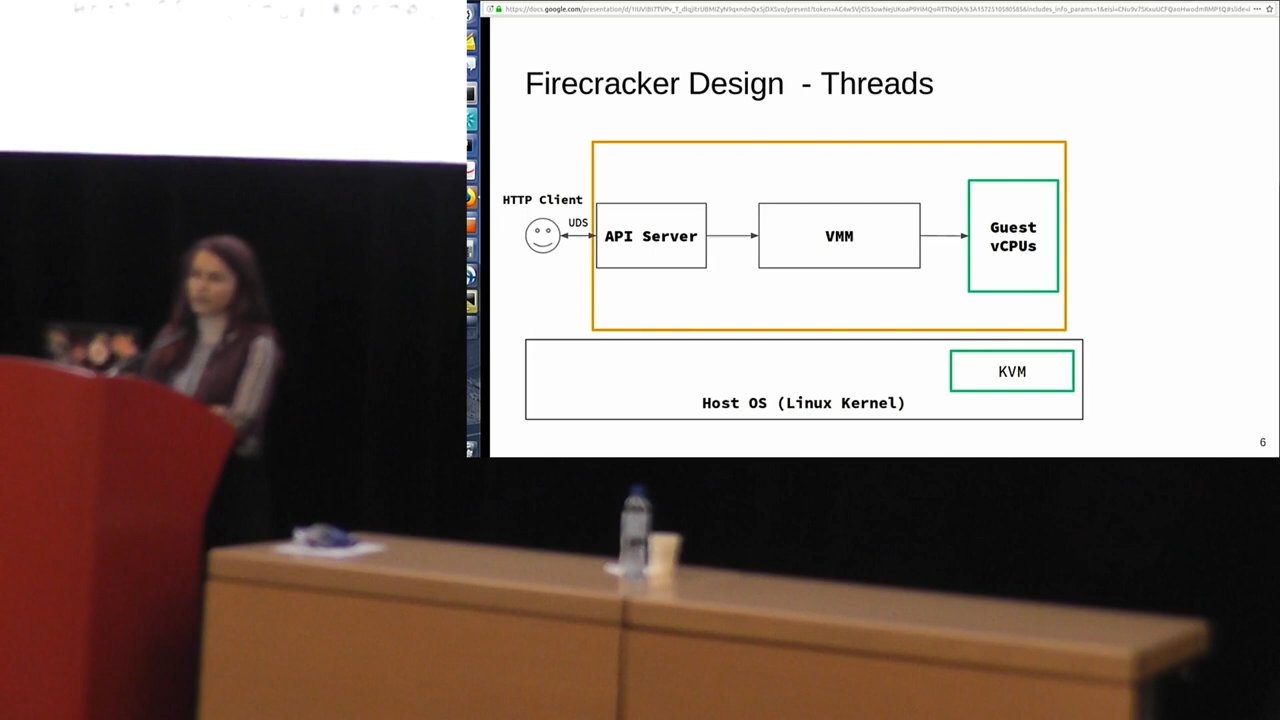 Firecracker Design - Threads
HTTP Client
UDS
API Server
VMM
Guest
vCPUs
KVM
Host OS (Linux Kernel)
6